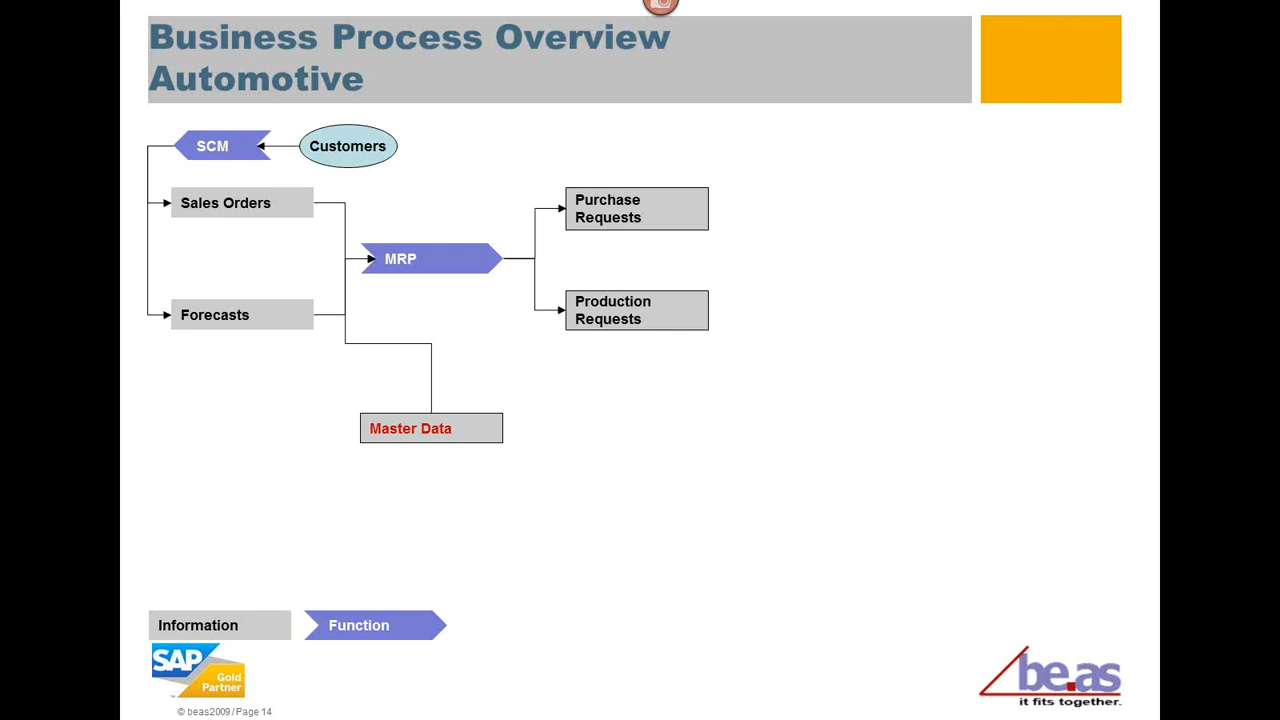 Business Process Overview
Automotive
SCM
Customers
Sales Orders
Purchase
Requests
MRP
Production
Requests
Forecasts
Master Data
Information
Function
SAP
Gold
Partner
™
be.as
it fits together.
© beas2009 / Page 14